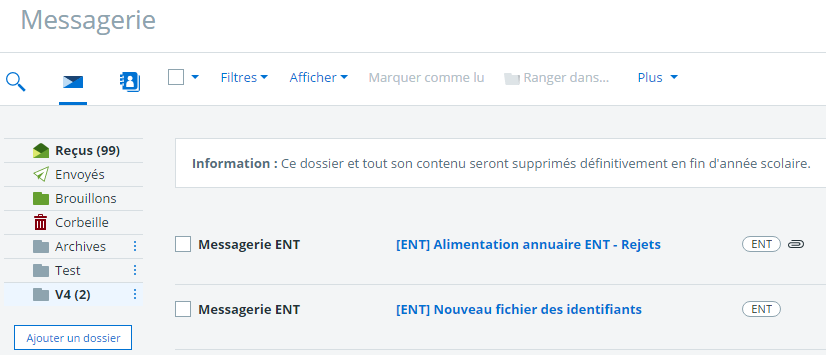 Messagerie
Filtres Afficher Marquer comme lu Ranger dans... Plus
Reçus (99)
Envoyés
Brouillons
Corbeille
Archives
Test
V4 (2)
Ajouter un dossier
Information : Ce dossier et tout son contenu seront supprimés définitivement en fin d'année scolaire.
Messagerie ENT [ENT] Alimentation annuaire ENT - Rejets ENT
Messagerie ENT [ENT] Nouveau fichier des identifiants ENT